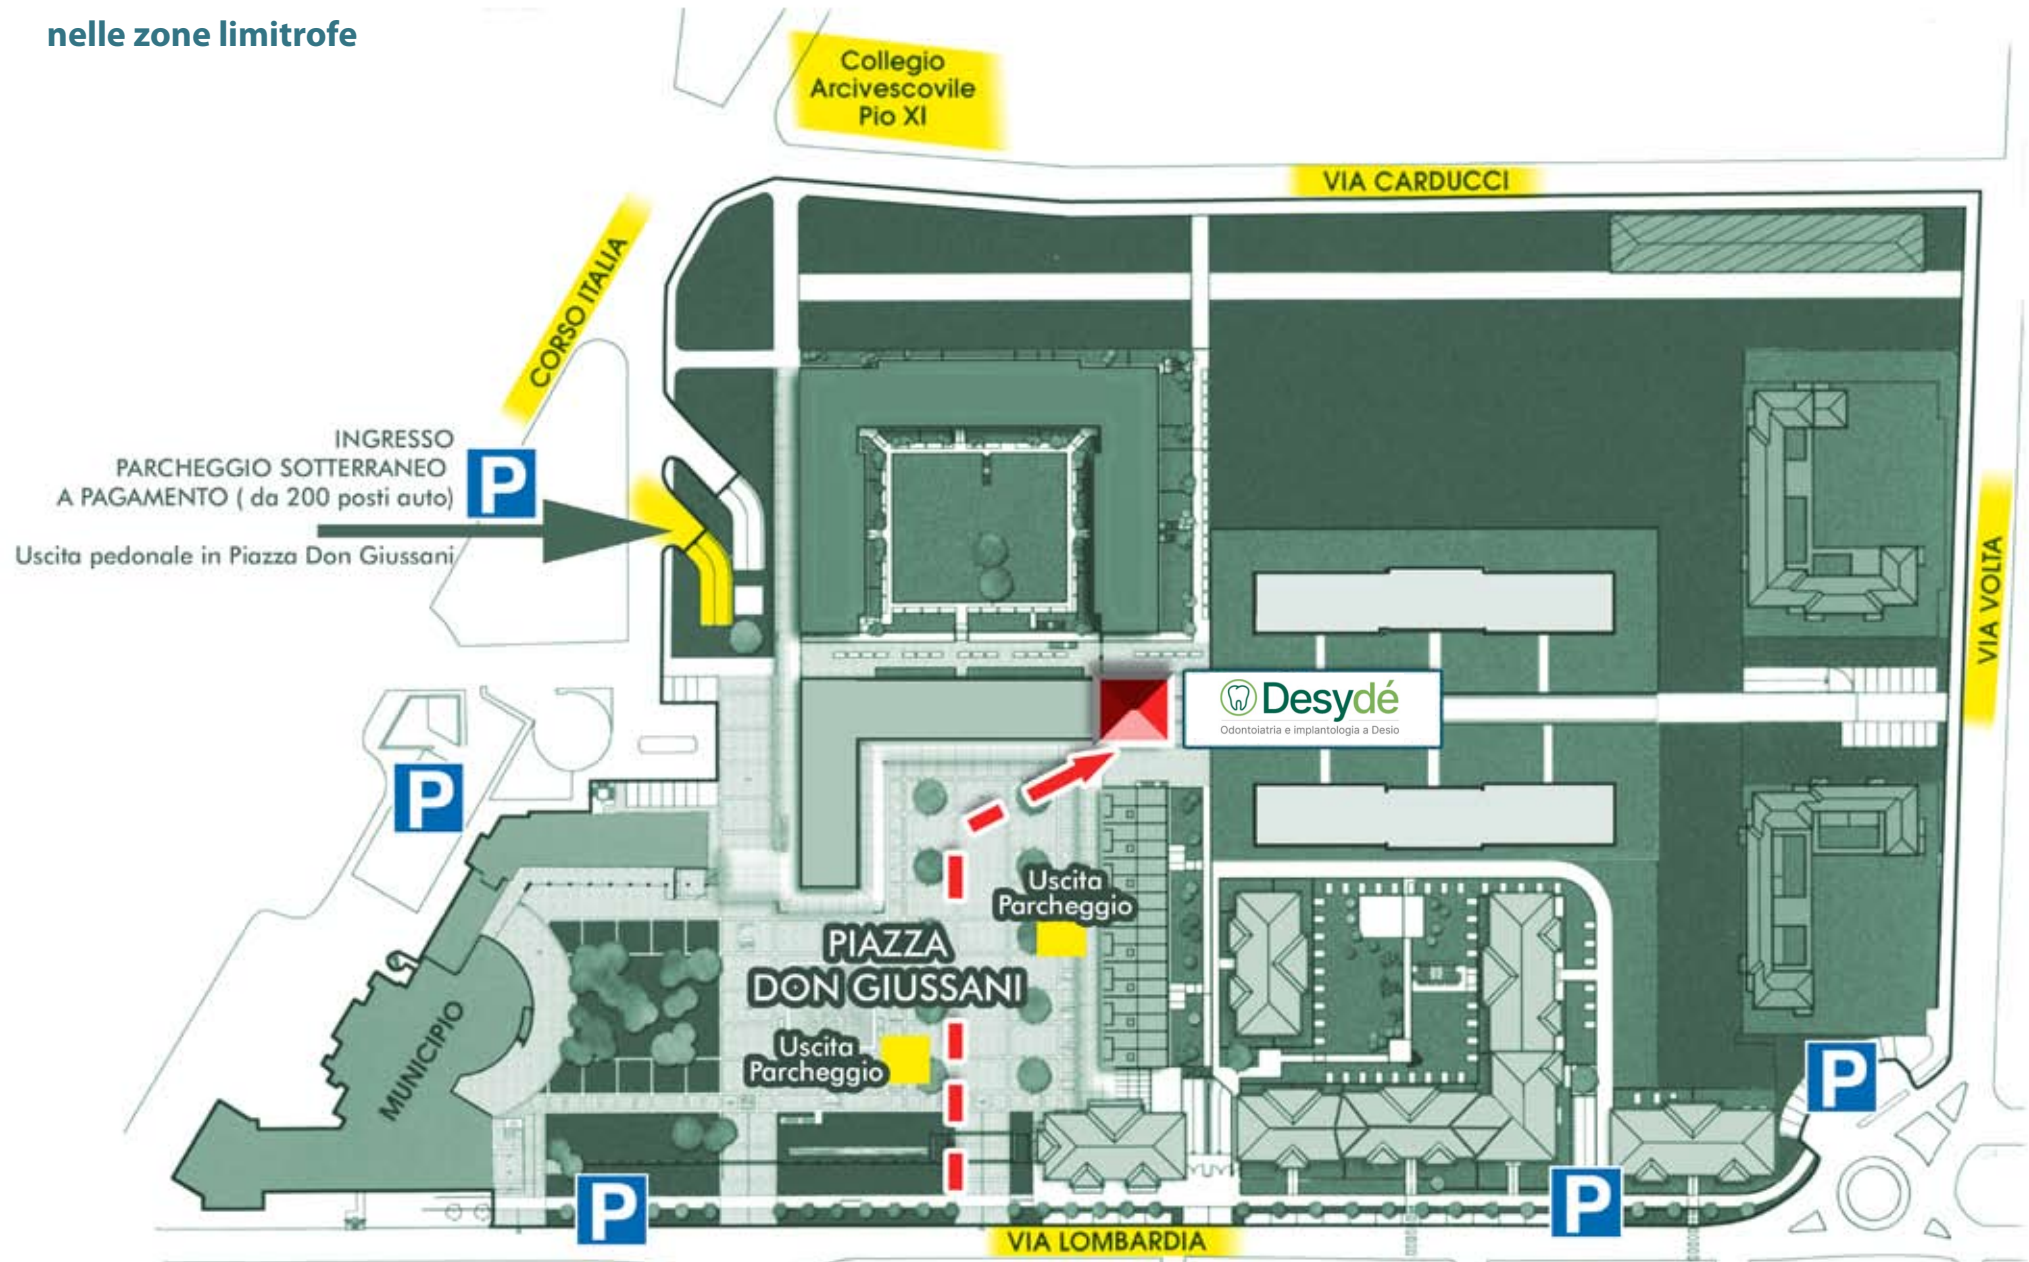 nelle zone limitrofe
Collegio
Arcivescovile
Pio XI
VIA CARDUCCI
CORSO ITALIA
INGRESSO
PARCHEGGIO SOTTERRANEO
A PAGAMENTO ( da 200 posti auto)
P
Uscita pedonale in Piazza Don Giussani
VIA VOLTA
Desydé
Odontoiatria e implantologia a Desio
P
Uscita
Parcheggio
PIAZZA
DON GIUSSANI
MUNICIPIO
Uscita
Parcheggio
P
P
P
VIA LOMBARDIA